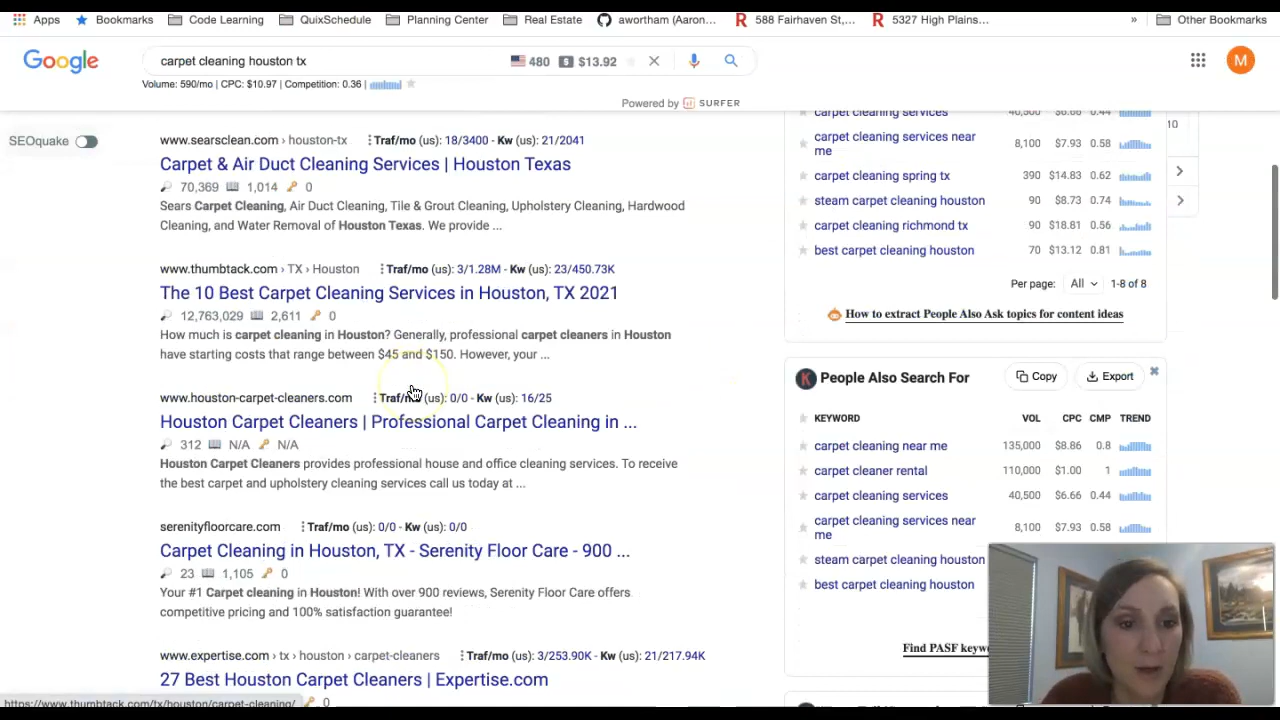 Apps Bookmarks Code Learning QuixSchedule Planning Center Real Estate awortham (Aaron... 588 Fairhaven St,... 5327 High Plains... » Other Bookmarks
Google carpet cleaning houston tx 480 $13.92 M
Volume: 590/mo | CPC: $10.97 | Competition: 0.36 |
Powered by SURFER
SEOquake
www.searsclean.com › houston-tx Traf/mo (us): 18/3400 - Kw (us): 21/2041
Carpet & Air Duct Cleaning Services | Houston Texas
70,369 1,014 0
Sears Carpet Cleaning, Air Duct Cleaning, Tile & Grout Cleaning, Upholstery Cleaning, Hardwood
Cleaning, and Water Removal of Houston Texas. We provide ...
www.thumbtack.com › TX › Houston Traf/mo (us): 3/1.28M - Kw (us): 23/450.73K
The 10 Best Carpet Cleaning Services in Houston, TX 2021
12,763,029 2,611 0
How much is carpet cleaning in Houston? Generally, professional carpet cleaners in Houston
have starting costs that range between $45 and $150. However, your ...
www.houston-carpet-cleaners.com Traf/mo (us): 0/0 - Kw (us): 16/25
Houston Carpet Cleaners | Professional Carpet Cleaning in ...
312 N/A N/A
Houston Carpet Cleaners provides professional house and office cleaning services. To receive
the best carpet and upholstery cleaning services call us today at ...
serenityfloorcare.com Traf/mo (us): 0/0 - Kw (us): 0/0
Carpet Cleaning in Houston, TX - Serenity Floor Care - 900 ...
23 1,105 0
Your #1 Carpet cleaning in Houston! With over 900 reviews, Serenity Floor Care offers
competitive pricing and 100% satisfaction guarantee!
www.expertise.com › tx › houston › carpet-cleaners Traf/mo (us): 3/253.90K - Kw (us): 21/217.94K
27 Best Houston Carpet Cleaners | Expertise.com
https://www.thumbtack.com/tx/houston/carpet-cleaning/ 0
carpet cleaning services 40,500 $6.66 0.44
10
carpet cleaning services near
me 8,100 $7.93 0.58
carpet cleaning spring tx 390 $14.83 0.62
steam carpet cleaning houston 90 $8.73 0.74
carpet cleaning richmond tx 90 $18.81 0.56
best carpet cleaning houston 70 $13.12 0.81
Per page: All 1-8 of 8
How to extract People Also Ask topics for content ideas
K People Also Search For Copy Export
KEYWORD VOL CPC CMP TREND
carpet cleaning near me 135,000 $8.86 0.8
carpet cleaner rental 110,000 $1.00 1
carpet cleaning services 40,500 $6.66 0.44
carpet cleaning services near
me 8,100 $7.93 0.58
steam carpet cleaning houston
best carpet cleaning houston
Find PASF keyw